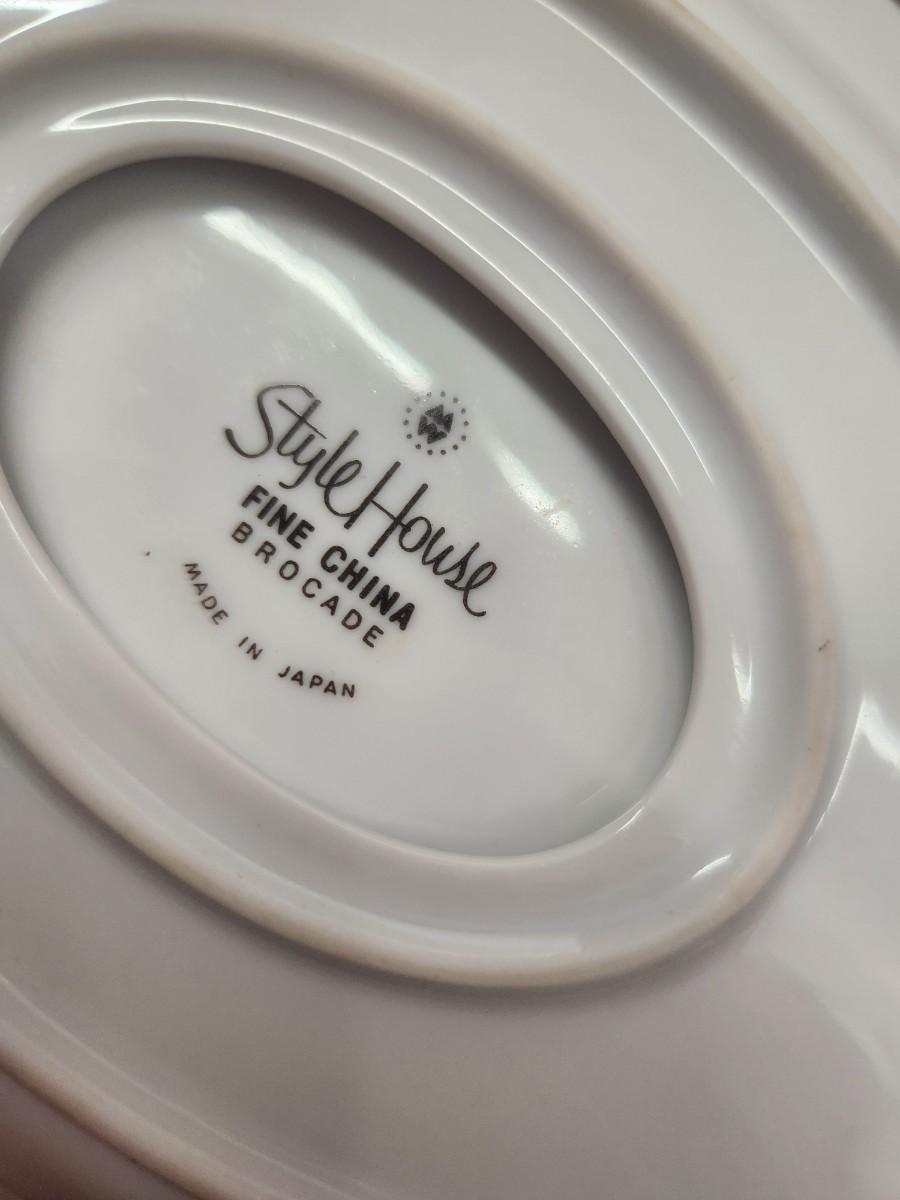 Style House
FINE CHINA
BROCADE
MADE IN JAPAN